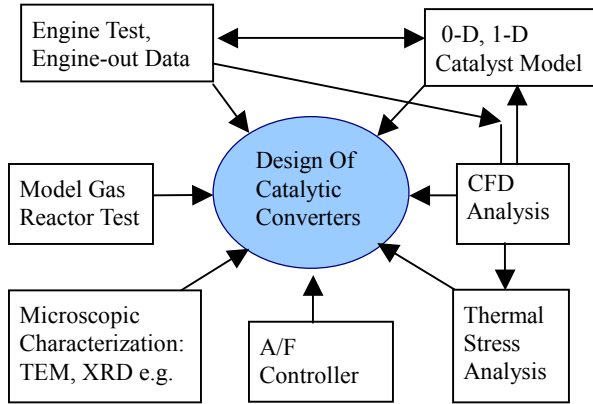 Engine Test,
Engine-out Data
0-D, 1-D
Catalyst Model
Design Of
Catalytic
Converters
Model Gas
Reactor Test
CFD
Analysis
Microscopic
Characterization:
TEM, XRD e.g.
A/F
Controller
Thermal
Stress
Analysis